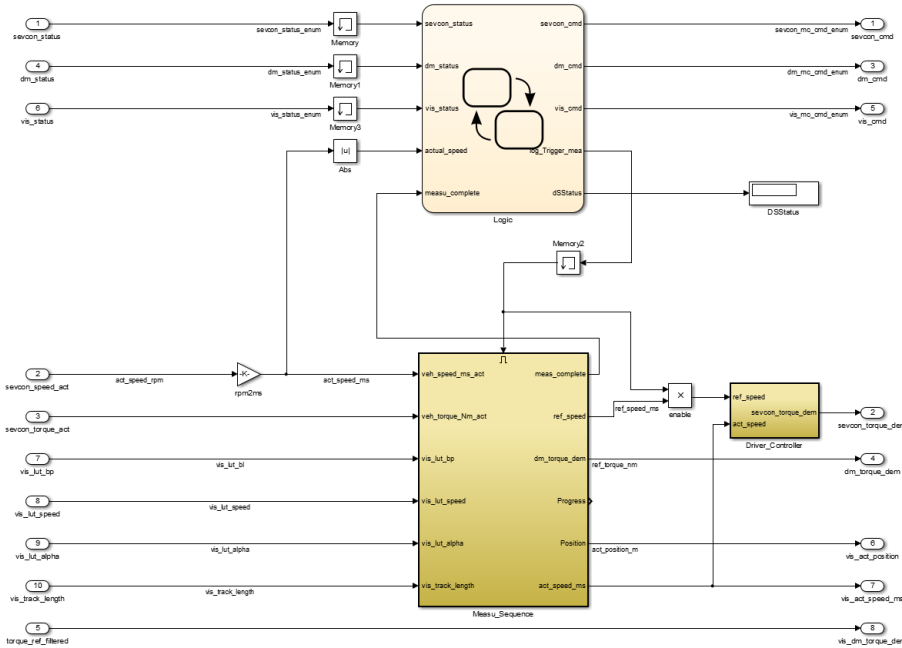 1
sevcon_status
sevcon_status_enum
Memory
sevcon_status
sevcon_cmd
sevcon_mc_cmd_enum
1
sevcon_cmd
4
dm_status
dm_status_enum
Memory1
dm_status
dm_cmd
dm_mc_cmd_enum
3
dm_cmd
6
vis_status
vis_status_enum
Memory3
vis_status
vis_cmd
vis_mc_cmd_enum
5
vis_cmd
|u|
Abs
actual_speed
log_Trigger_mea
measu_complete
dSStatus
DSStatus
Logic
Memory2
2
sevcon_speed_act
act_speed_rpm
-K-
rpm2ms
act_speed_ms
veh_speed_ms_act
meas_complete
3
sevcon_torque_act
veh_torque_Nm_act
ref_speed
ref_speed_ms
×
enable
ref_speed
sevcon_torque_dem
act_speed
Driver_Controller
2
sevcon_torque_der
7
vis_lut_bp
vis_lut_bl
vis_lut_bp
dm_torque_dem
ref_torque_nm
4
dm_torque_dem
8
vis_lut_speed
vis_lut_speed
vis_lut_speed
Progress
9
vis_lut_alpha
vis_lut_alpha
vis_lut_alpha
Position
act_position_m
6
vis_act_position
10
vis_track_length
vis_track_length
vis_track_length
act_speed_ms
7
vis_act_speed_ms
Measu_Sequence
5
torque_ref_filtered
8
vis_dm_torque_der